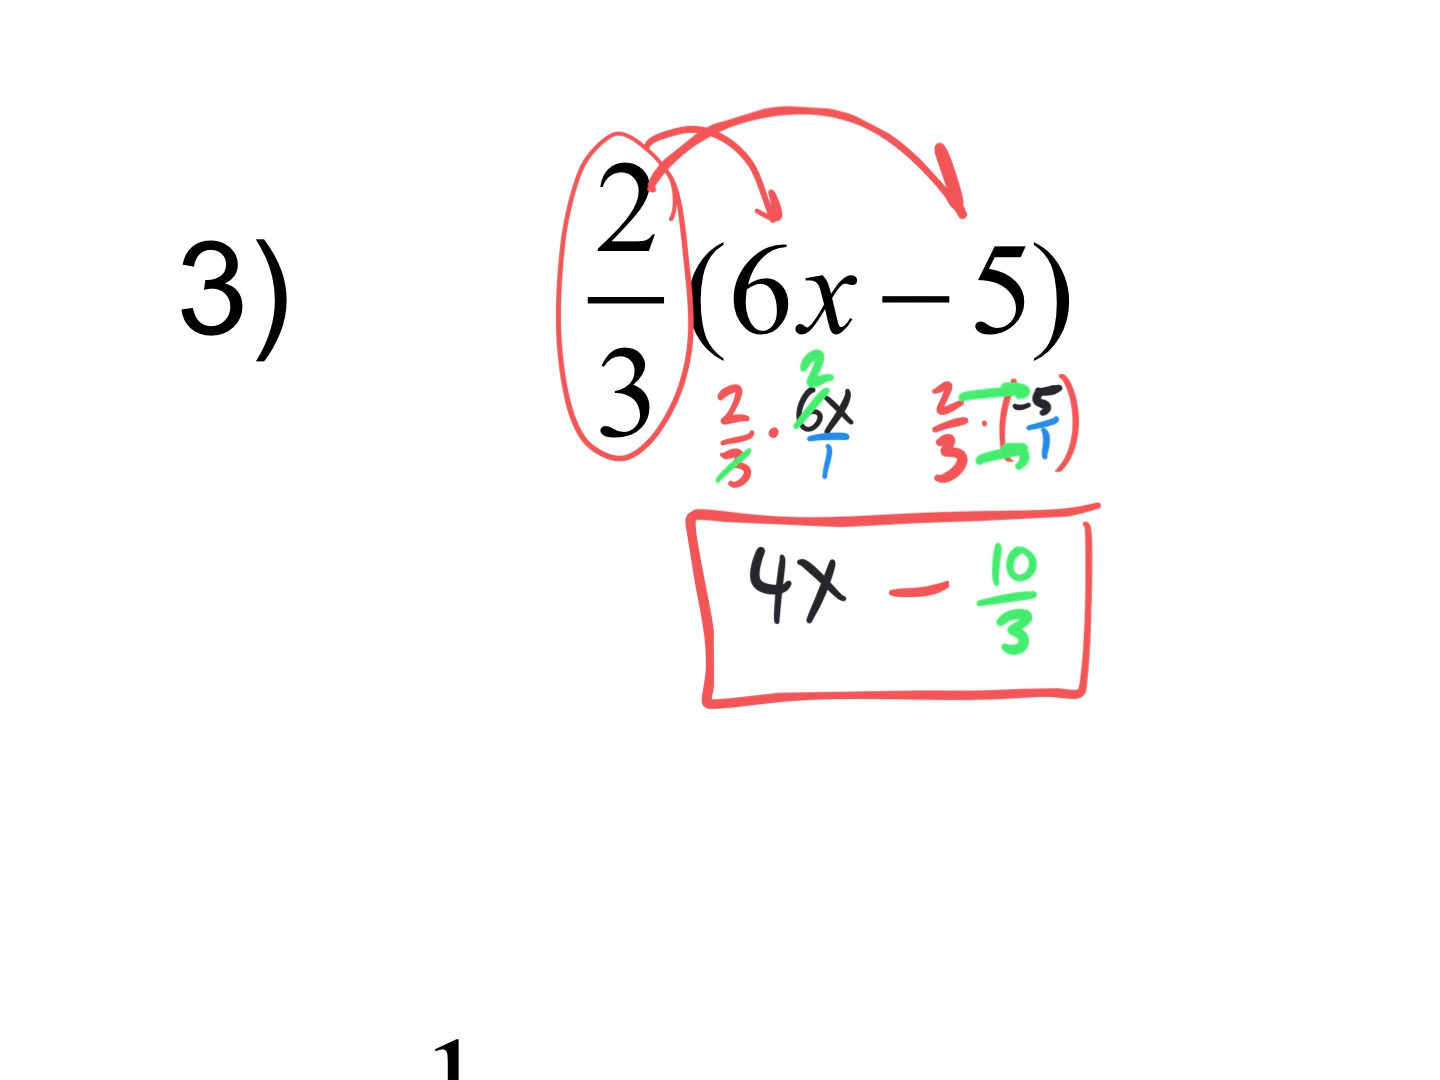 3) 2/3 (6x − 5)
2
2/3 · 6x/1 2/3 · (−5/1)
4x − 10/3
1